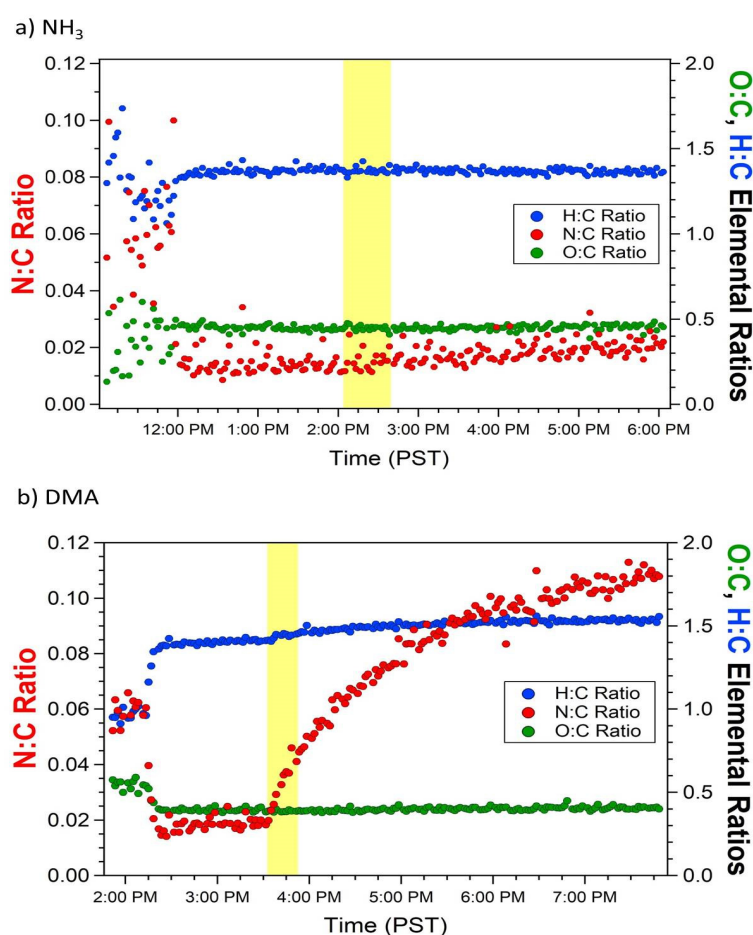 a) NH₃
0.12
0.10
0.08
0.06
0.04
0.02
0.00
N:C Ratio
H:C Ratio
N:C Ratio
O:C Ratio
2.0
1.5
1.0
0.5
0.0
O:C, H:C Elemental Ratios
12:00 PM 1:00 PM 2:00 PM 3:00 PM 4:00 PM 5:00 PM 6:00 PM
Time (PST)
b) DMA
0.12
0.10
0.08
0.06
0.04
0.02
0.00
N:C Ratio
H:C Ratio
N:C Ratio
O:C Ratio
2.0
1.5
1.0
0.5
0.0
O:C, H:C Elemental Ratios
2:00 PM 3:00 PM 4:00 PM 5:00 PM 6:00 PM 7:00 PM
Time (PST)